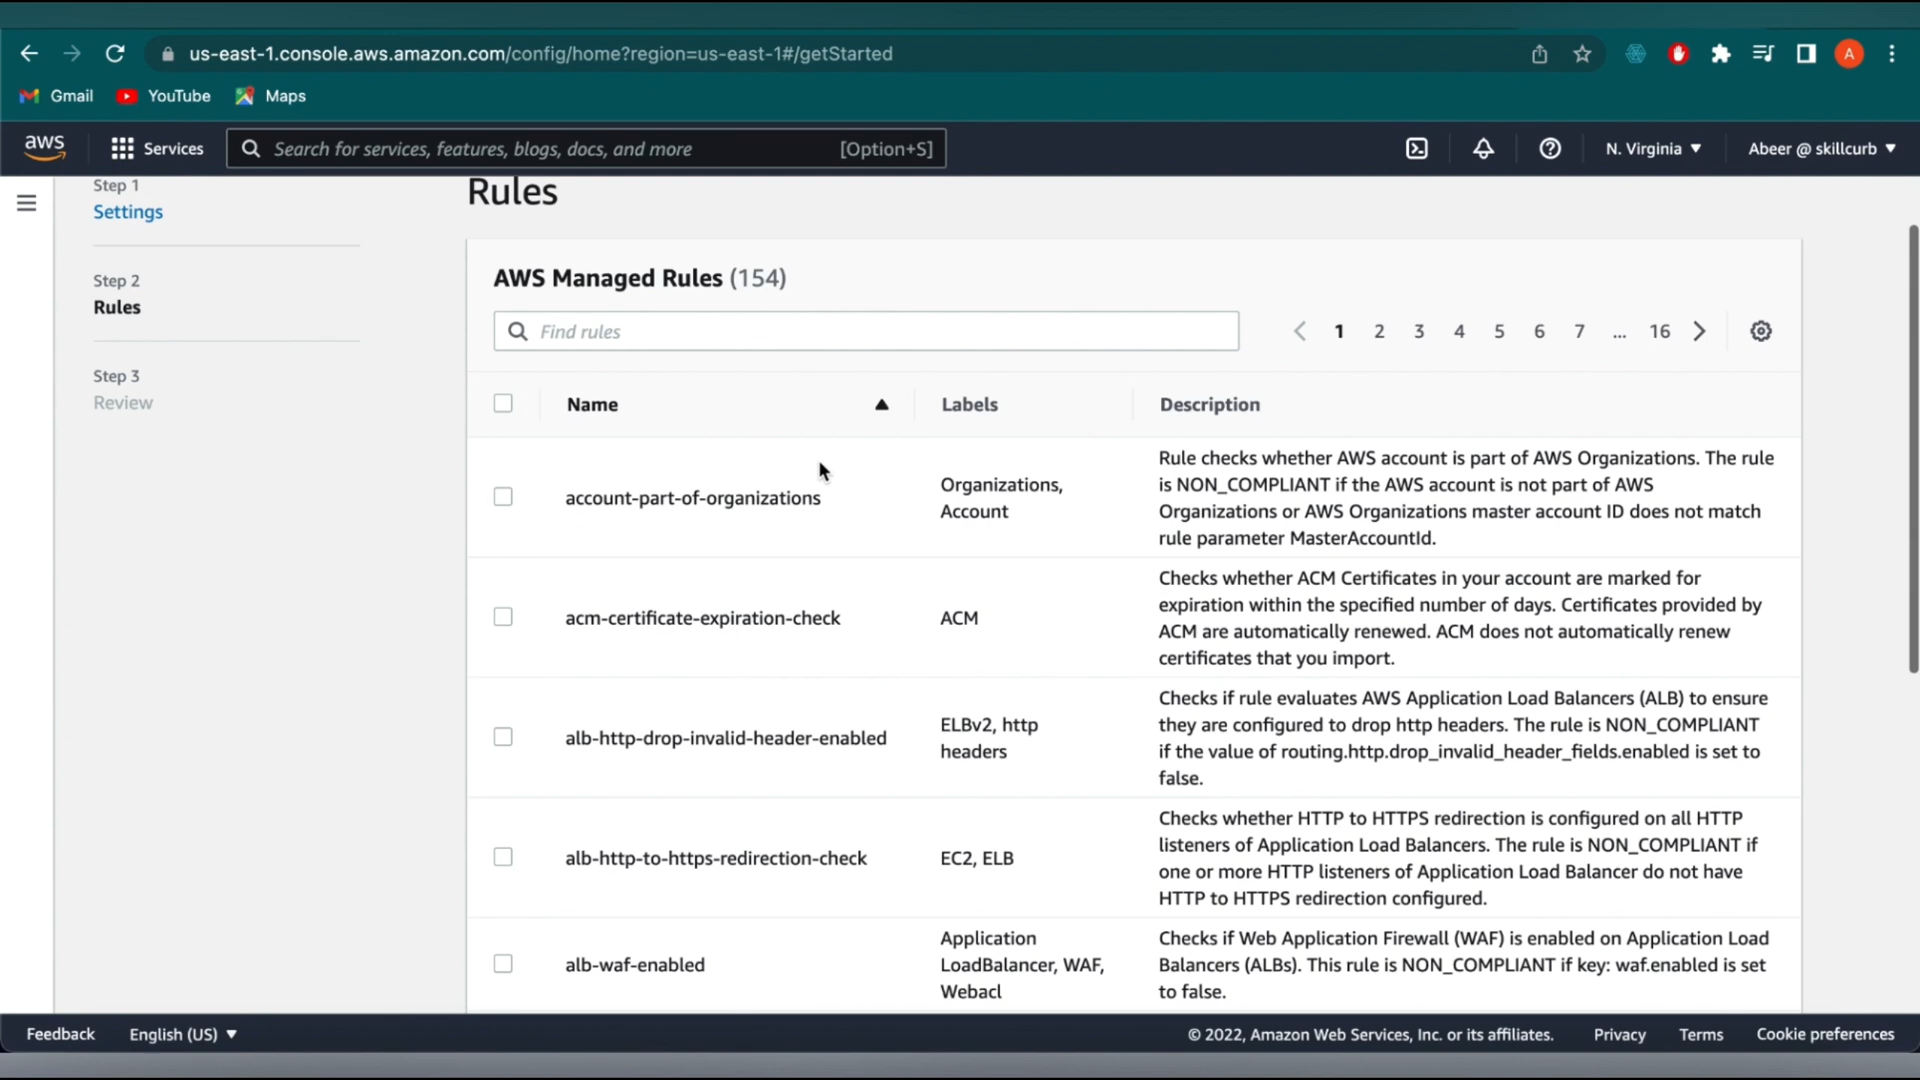 us-east-1.console.aws.amazon.com/config/home?region=us-east-1#/getStarted
A
Gmail
YouTube
Maps
aws
Services
Search for services, features, blogs, docs, and more
[Option+S]
N. Virginia
Abeer @ skillcurb
Step 1
Settings
Step 2
Rules
Step 3
Review
Rules
AWS Managed Rules (154)
Find rules
1 2 3 4 5 6 7 ... 16
Name
Labels
Description
account-part-of-organizations
Organizations,
Account
Rule checks whether AWS account is part of AWS Organizations. The rule
is NON_COMPLIANT if the AWS account is not part of AWS
Organizations or AWS Organizations master account ID does not match
rule parameter MasterAccountId.
acm-certificate-expiration-check
ACM
Checks whether ACM Certificates in your account are marked for
expiration within the specified number of days. Certificates provided by
ACM are automatically renewed. ACM does not automatically renew
certificates that you import.
alb-http-drop-invalid-header-enabled
ELBv2, http
headers
Checks if rule evaluates AWS Application Load Balancers (ALB) to ensure
they are configured to drop http headers. The rule is NON_COMPLIANT
if the value of routing.http.drop_invalid_header_fields.enabled is set to
false.
alb-http-to-https-redirection-check
EC2, ELB
Checks whether HTTP to HTTPS redirection is configured on all HTTP
listeners of Application Load Balancers. The rule is NON_COMPLIANT if
one or more HTTP listeners of Application Load Balancer do not have
HTTP to HTTPS redirection configured.
alb-waf-enabled
Application
LoadBalancer, WAF,
Webacl
Checks if Web Application Firewall (WAF) is enabled on Application Load
Balancers (ALBs). This rule is NON_COMPLIANT if key: waf.enabled is set
to false.
Feedback
English (US)
© 2022, Amazon Web Services, Inc. or its affiliates.
Privacy
Terms
Cookie preferences